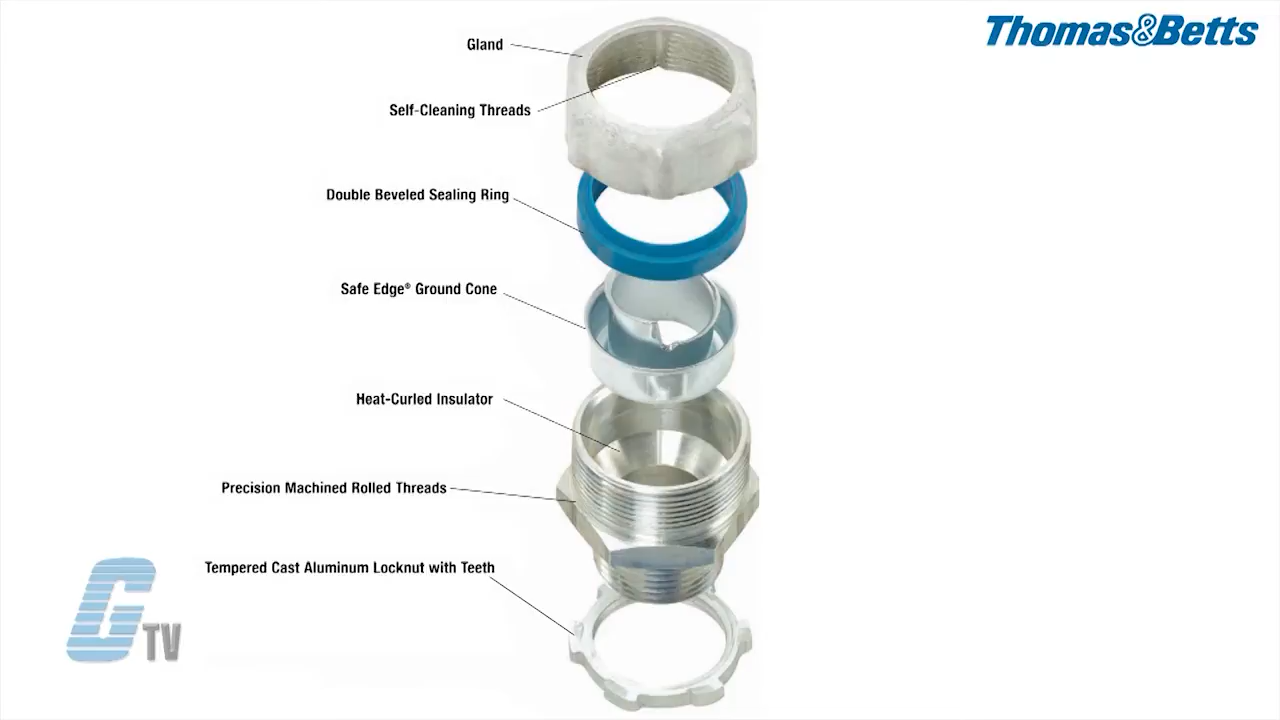 Thomas&Betts
Gland
Self-Cleaning Threads
Double Beveled Sealing Ring
Safe Edge® Ground Cone
Heat-Curled Insulator
Precision Machined Rolled Threads
Tempered Cast Aluminum Locknut with Teeth
G TV